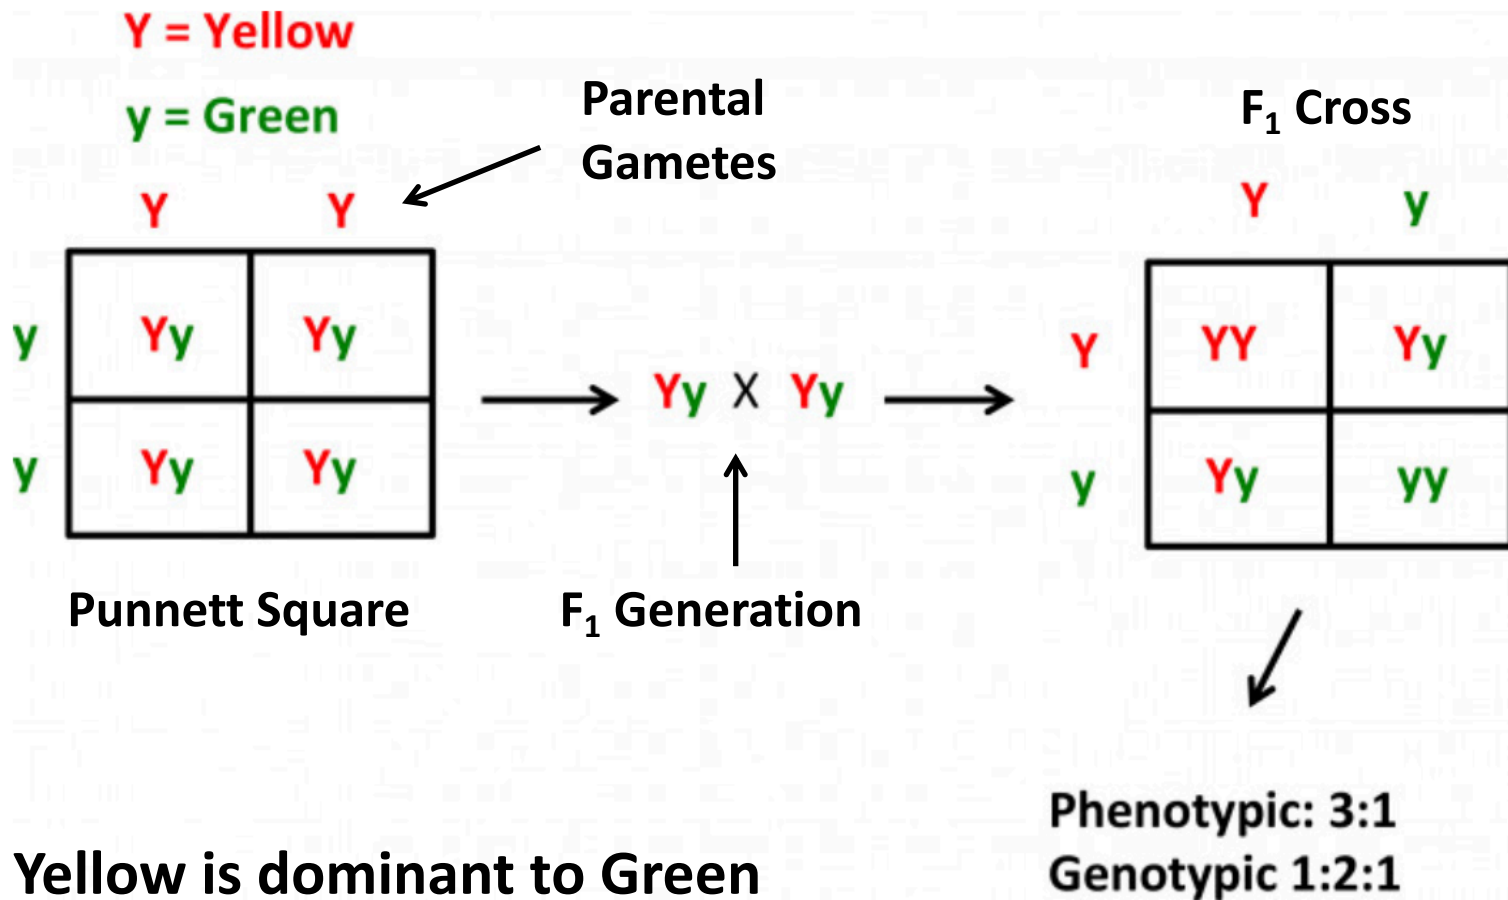 Y = Yellow
y = Green
Parental
Gametes
Y Y
y Yy Yy
y Yy Yy
Punnett Square
Yy X Yy
F₁ Generation
F₁ Cross
Y y
Y YY Yy
y Yy yy
Phenotypic: 3:1
Genotypic 1:2:1
Yellow is dominant to Green